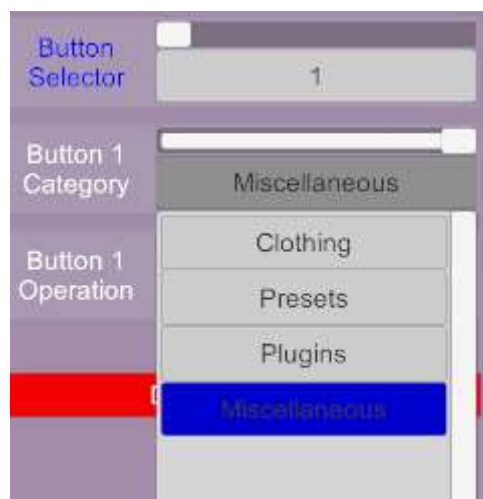 Button
Selector
1
Button 1
Category
Miscellaneous
Button 1
Operation
Clothing
Presets
Plugins
Miscellaneous